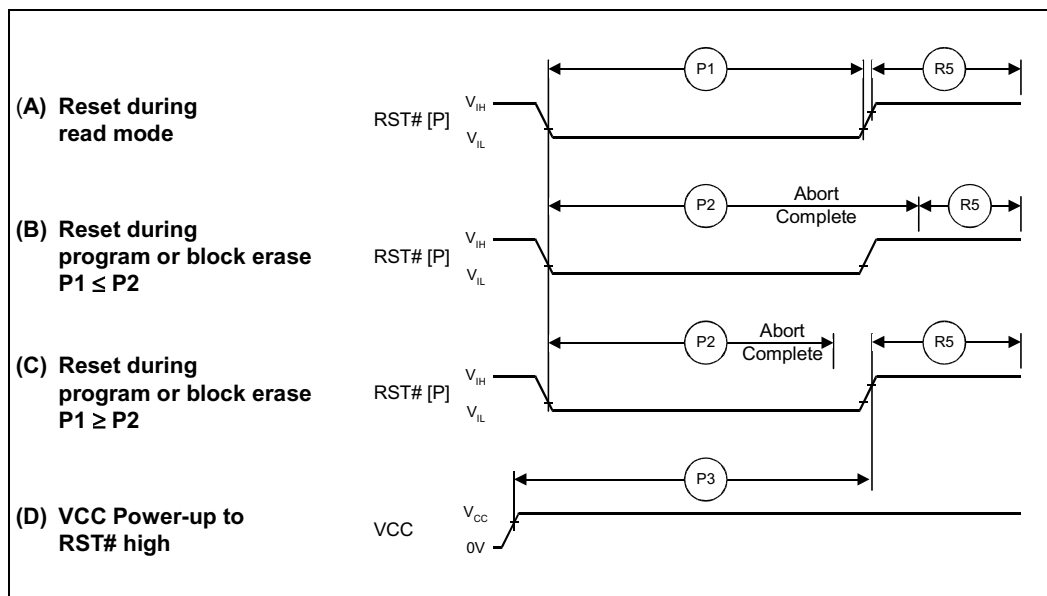 P1
R5
(A) Reset during
read mode
RST# [P]
VIH
VIL
P2
Abort
Complete
R5
(B) Reset during
program or block erase
P1 ≤ P2
RST# [P]
VIH
VIL
P2
Abort
Complete
R5
(C) Reset during
program or block erase
P1 ≥ P2
RST# [P]
VIH
VIL
P3
(D) VCC Power-up to
RST# high
VCC
VCC
0V